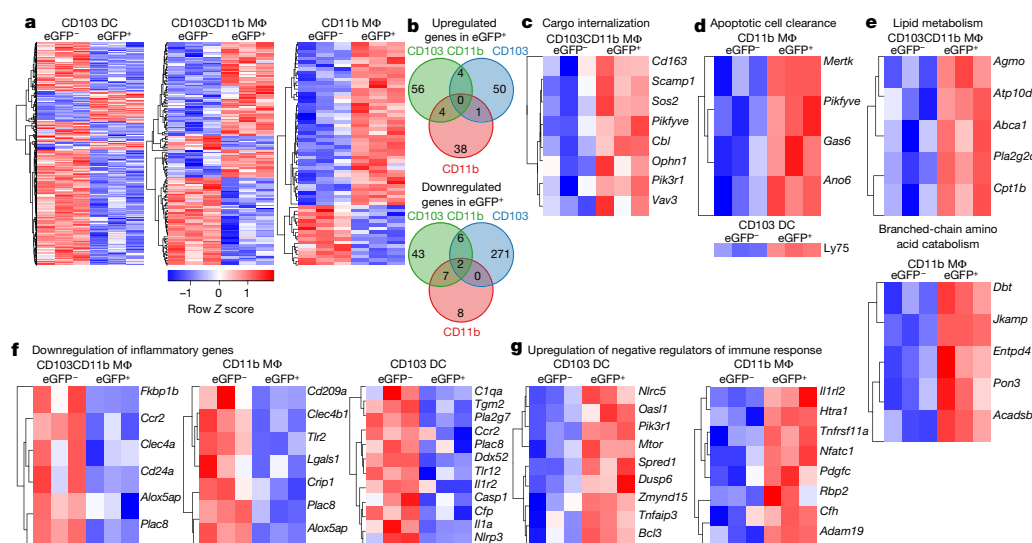 a
CD103 DC
eGFP⁻ eGFP⁺
CD103CD11b MΦ
eGFP⁻ eGFP⁺
CD11b MΦ
eGFP⁻ eGFP⁺
−1 0 1
Row Z score
b
Upregulated
genes in eGFP⁺
CD103 CD11b CD103
4
56 50
0
4 1
38
CD11b
Downregulated
genes in eGFP⁺
CD103 CD11b CD103
6
43 271
2
7 0
8
CD11b
c Cargo internalization
CD103CD11b MΦ
eGFP⁻ eGFP⁺
Cd163
Scamp1
Sos2
Pikfyve
Cbl
Ophn1
Pik3r1
Vav3
d Apoptotic cell clearance
CD11b MΦ
eGFP⁻ eGFP⁺
Mertk
Pikfyve
Gas6
Ano6
CD103 DC
eGFP⁻ eGFP⁺
Ly75
e Lipid metabolism
CD103CD11b MΦ
eGFP⁻ eGFP⁺
Agmo
Atp10d
Abca1
Pla2g2d
Cpt1b
Branched-chain amino
acid catabolism
CD11b MΦ
eGFP⁻ eGFP⁺
Dbt
Jkamp
Entpd4
Pon3
Acadsb
f Downregulation of inflammatory genes
CD103CD11b MΦ
eGFP⁻ eGFP⁺
Fkbp1b
Ccr2
Clec4a
Cd24a
Alox5ap
Plac8
CD11b MΦ
eGFP⁻ eGFP⁺
Cd209a
Clec4b1
Tlr2
Lgals1
Crip1
Plac8
Alox5ap
CD103 DC
eGFP⁻ eGFP⁺
C1qa
Tgm2
Pla2g7
Ccr2
Plac8
Ddx52
Tlr12
Il1r2
Casp1
Cfp
Il1a
Nlrp3
g Upregulation of negative regulators of immune response
CD103 DC
eGFP⁻ eGFP⁺
Nlrc5
Oasl1
Pik3r1
Mtor
Spred1
Dusp6
Zmynd15
Tnfaip3
Bcl3
CD11b MΦ
eGFP⁻ eGFP⁺
Il1rl2
Htra1
Tnfrsf11a
Nfatc1
Pdgfc
Rbp2
Cfh
Adam19